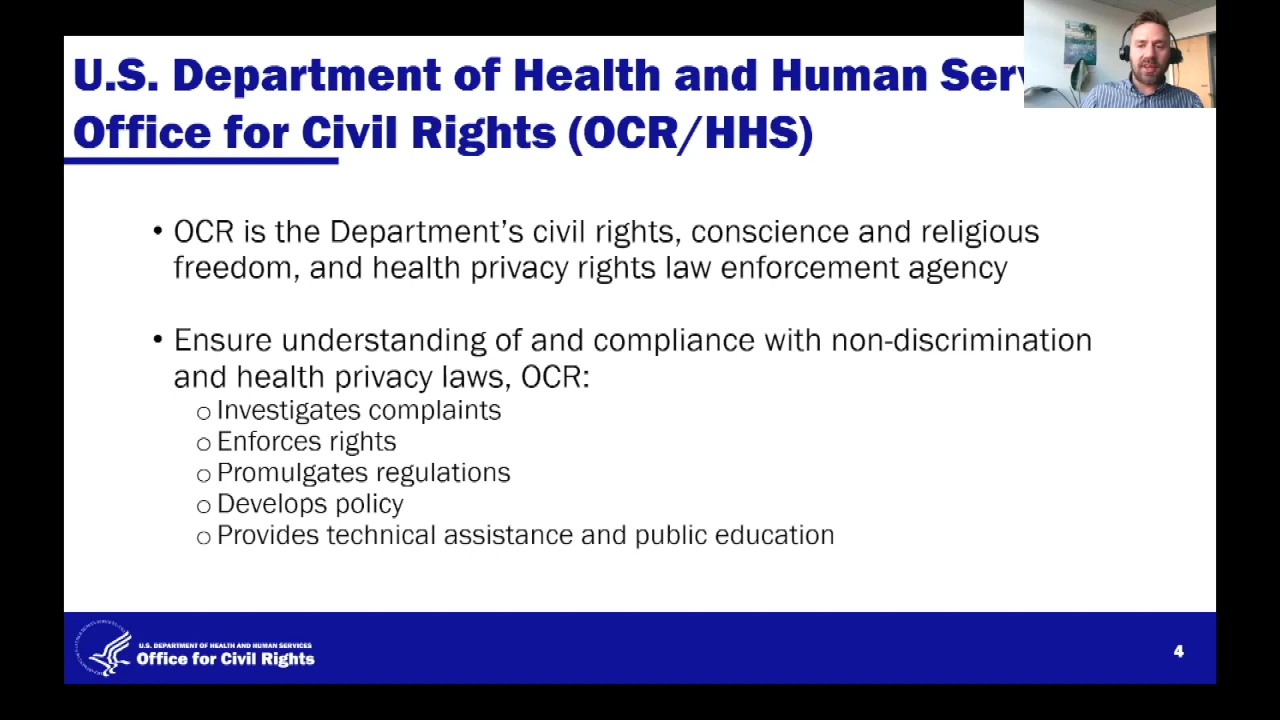 U.S. Department of Health and Human Serv
Office for Civil Rights (OCR/HHS)
• OCR is the Department’s civil rights, conscience and religious
freedom, and health privacy rights law enforcement agency
• Ensure understanding of and compliance with non-discrimination
and health privacy laws, OCR:
o Investigates complaints
o Enforces rights
o Promulgates regulations
o Develops policy
o Provides technical assistance and public education
U.S. DEPARTMENT OF HEALTH AND HUMAN SERVICES
Office for Civil Rights
4